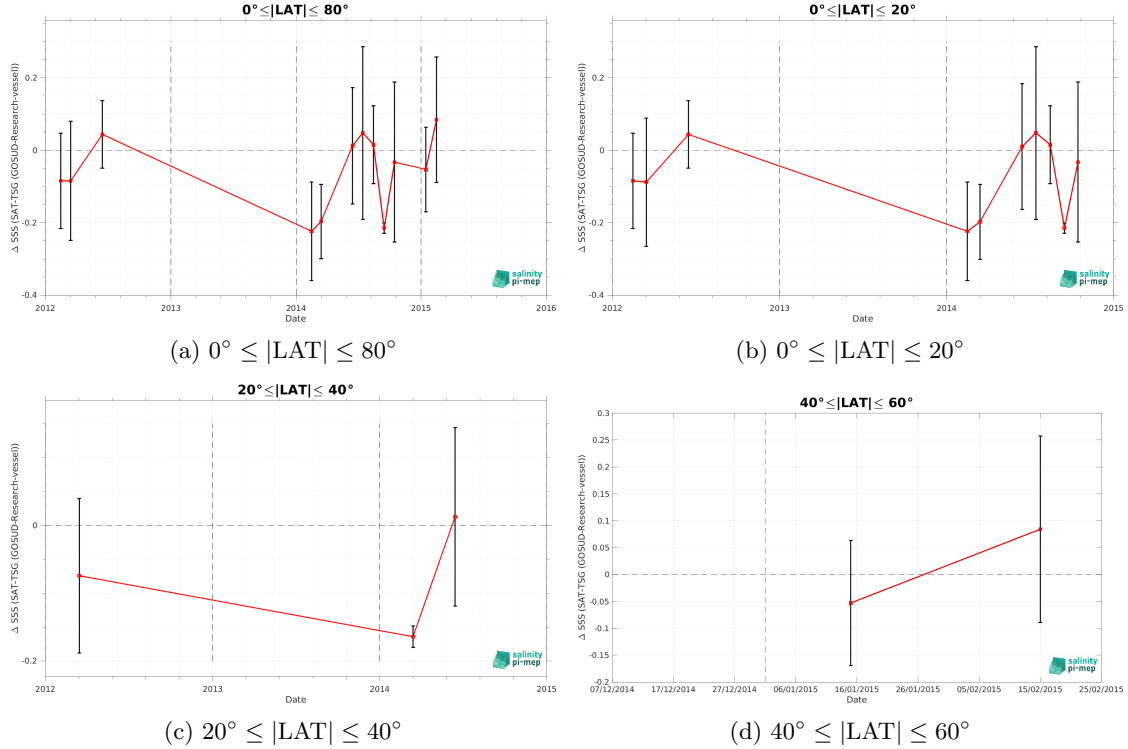 0°≤|LAT|≤ 80°
Δ SSS (SAT-TSG (GOSUD-Research-vessel))
0.2
0
-0.2
-0.4
2012 2013 2014 2015 2016
Date
salinity
pi-mep
(a) 0° ≤ |LAT| ≤ 80°
0°≤|LAT|≤ 20°
Δ SSS (SAT-TSG (GOSUD-Research-vessel))
0.2
0
-0.2
-0.4
2012 2013 2014 2015
Date
salinity
pi-mep
(b) 0° ≤ |LAT| ≤ 20°
20°≤|LAT|≤ 40°
Δ SSS (SAT-TSG (GOSUD-Research-vessel))
0
-0.2
2012 2013 2014 2015
Date
salinity
pi-mep
(c) 20° ≤ |LAT| ≤ 40°
40°≤|LAT|≤ 60°
Δ SSS (SAT-TSG (GOSUD-Research-vessel))
0.3
0.25
0.2
0.15
0.1
0.05
0
-0.05
-0.1
-0.15
-0.2
07/12/2014 17/12/2014 27/12/2014 06/01/2015 16/01/2015 26/01/2015 05/02/2015 15/02/2015 25/02/2015
Date
salinity
pi-mep
(d) 40° ≤ |LAT| ≤ 60°